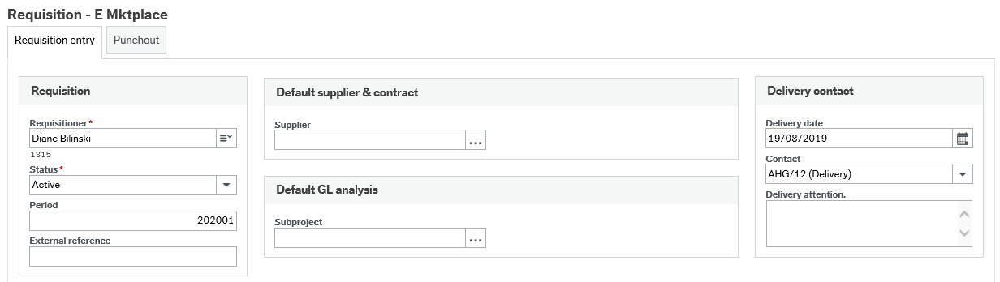 Requisition - E Mktplace
Requisition entry
Punchout
Requisition
Requisitioner*
Diane Bilinski
1315
Status*
Active
Period
202001
External reference
Default supplier & contract
Supplier
...
Default GL analysis
Subproject
...
Delivery contact
Delivery date
19/08/2019
Contact
AHG/12 (Delivery)
Delivery attention.